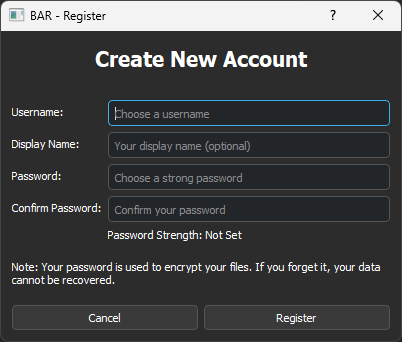 BAR - Register
?
Create New Account
Username:
Choose a username
Display Name:
Your display name (optional)
Password:
Choose a strong password
Confirm Password:
Confirm your password
Password Strength: Not Set
Note: Your password is used to encrypt your files. If you forget it, your data
cannot be recovered.
Cancel
Register